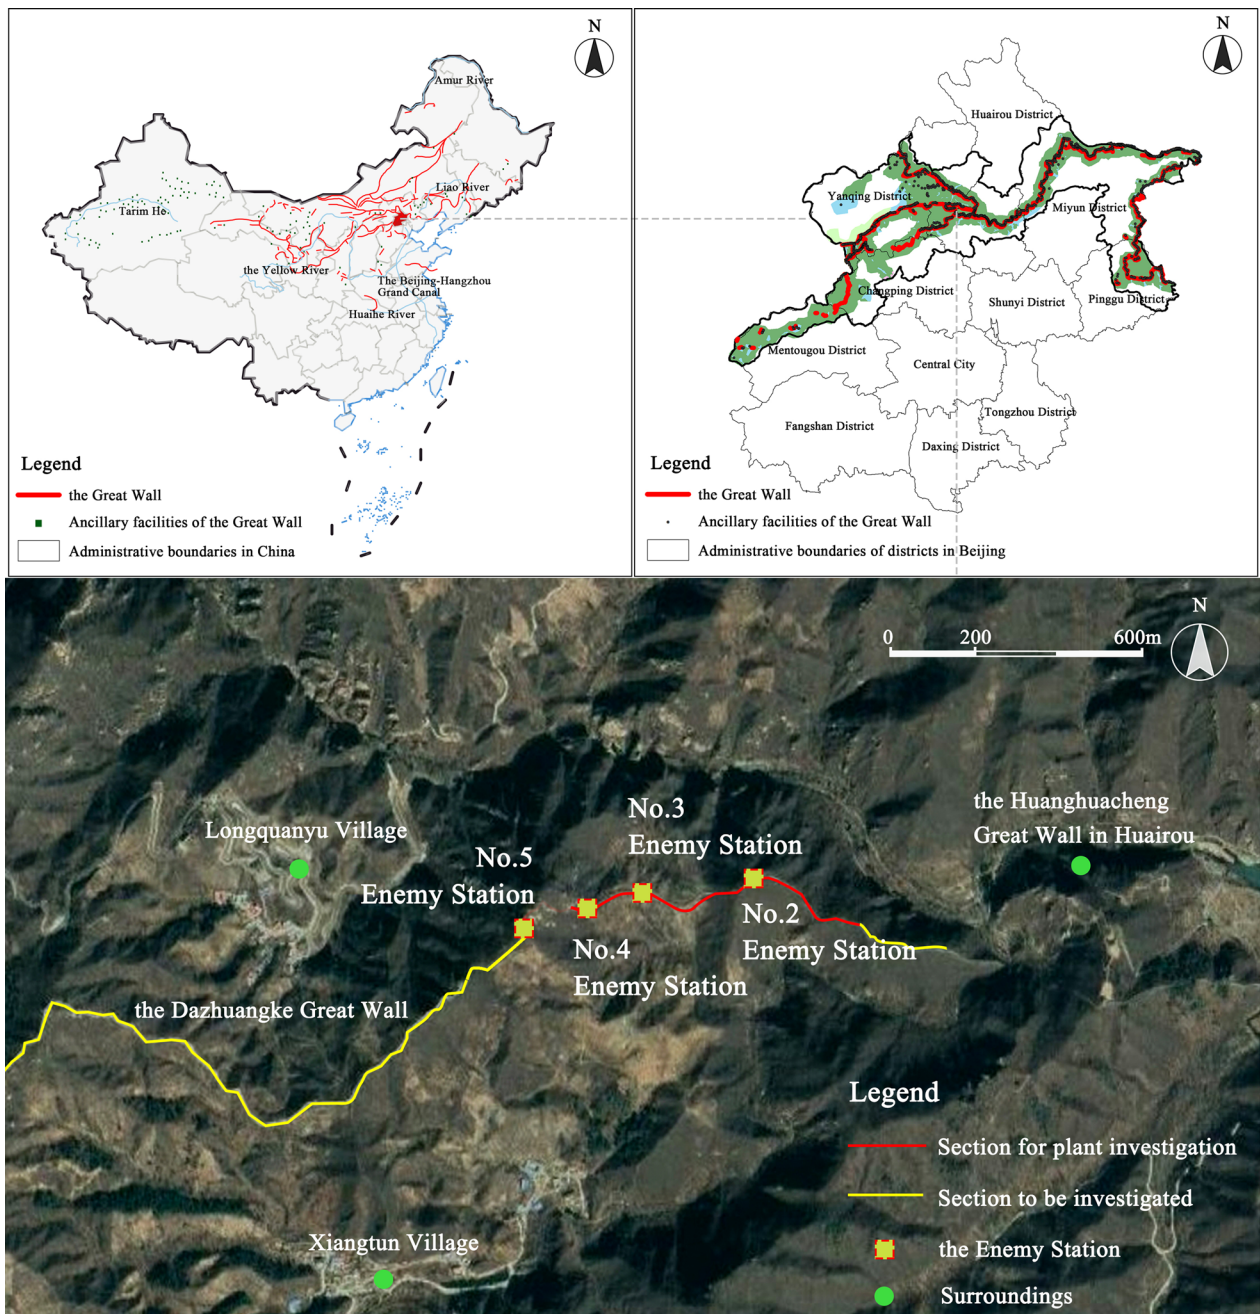 N
Amur River
Liao River
Tarim He
the Yellow River
The Beijing-Hangzhou
Grand Canal
Huaihe River
Legend
the Great Wall
Ancillary facilities of the Great Wall
Administrative boundaries in China
N
Huairou District
Yanqing District
Miyun District
Changping District
Shunyi District
Pinggu District
Mentougou District
Central City
Tongzhou District
Fangshan District
Daxing District
Legend
the Great Wall
Ancillary facilities of the Great Wall
Administrative boundaries of districts in Beijing
N
0 200 600m
the Huanghuacheng
Great Wall in Huairou
Longquanyu Village
No.3
Enemy Station
No.5
Enemy Station
No.2
Enemy Station
No.4
Enemy Station
the Dazhuangke Great Wall
Xiangtun Village
Legend
Section for plant investigation
Section to be investigated
the Enemy Station
Surroundings